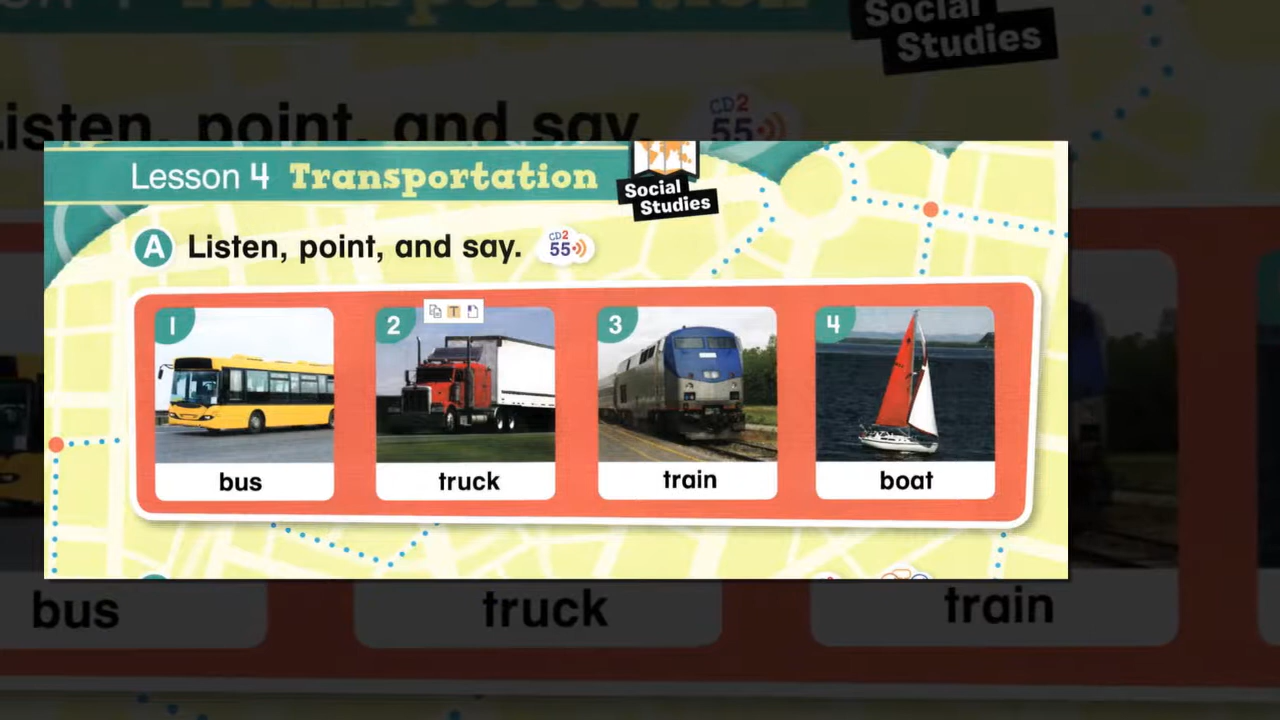 Social
Studies
Listen, point, and say.
CD2
55
Lesson 4 Transportation
Social
Studies
A Listen, point, and say.
CD2
55
1
2
T
3
4
bus
truck
train
boat
bus
truck
train